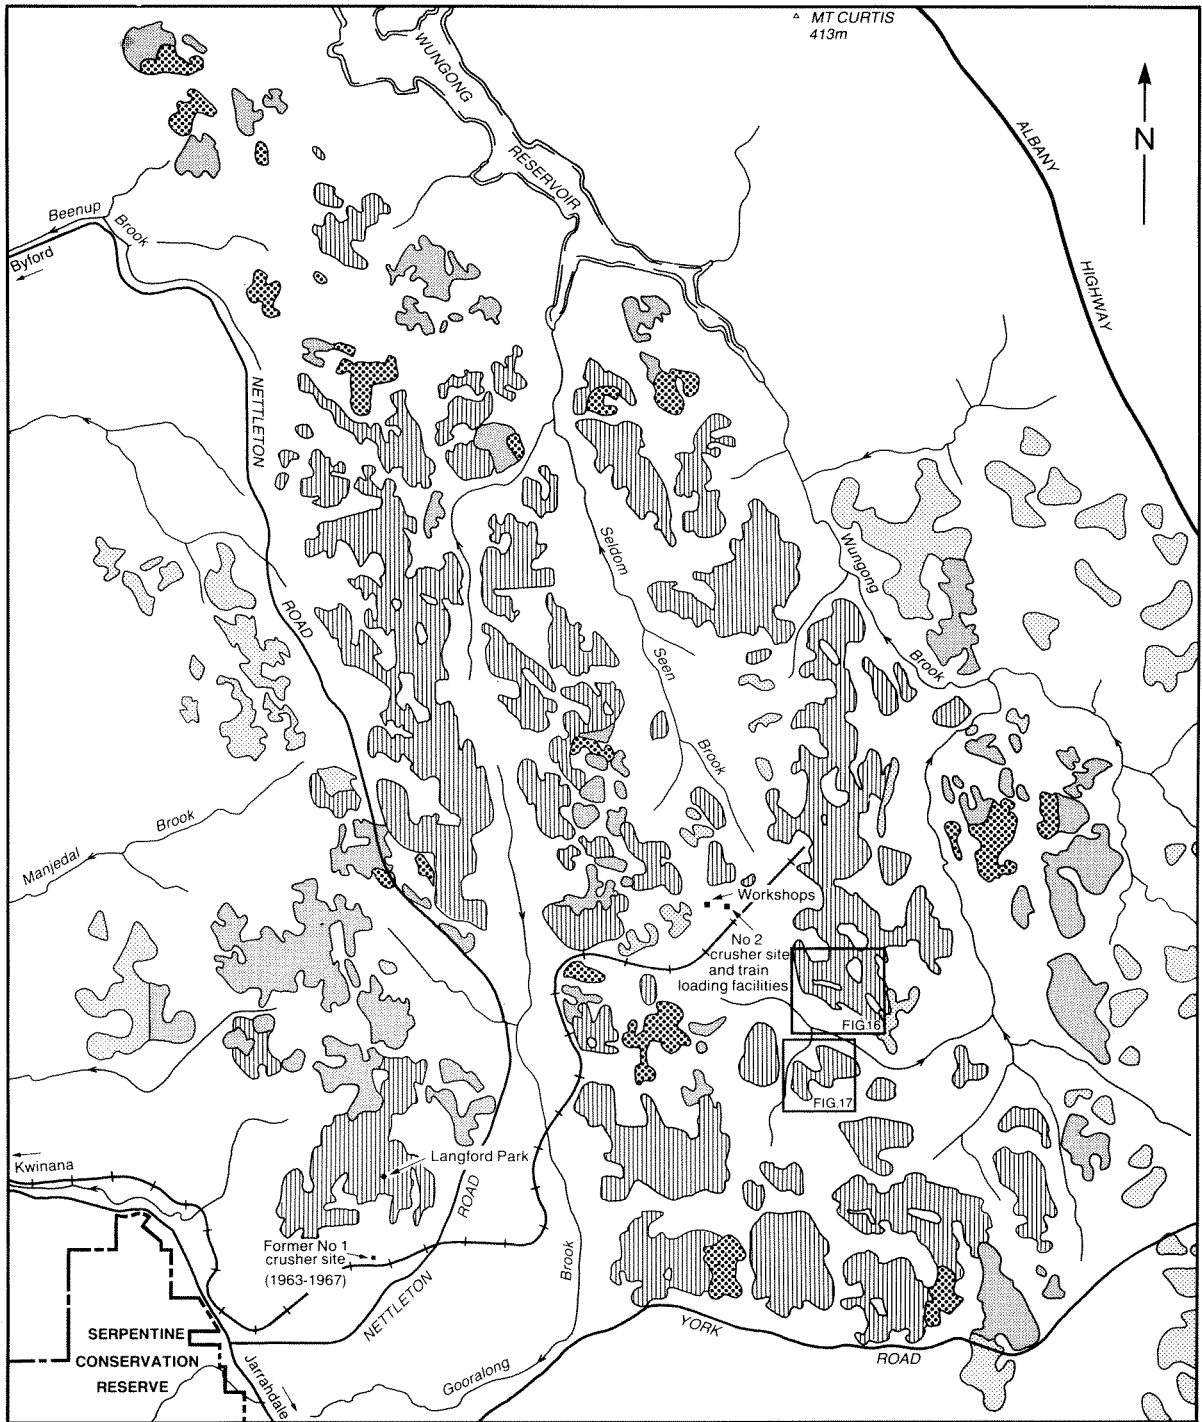 MT CURTIS
413m
WUNGONG
RESERVOIR
ALBANY
HIGHWAY
N
Beenup
Brook
Byford
NETTLETON
ROAD
Seldom
Seen
Brook
Wungong
Brook
Manjedal
Brook
Workshops
No 2
crusher site
and train
loading facilities
FIG.16
FIG.17
Langford Park
Kwinana
ROAD
Former No 1
crusher site
(1963-1967)
NETTLETON
Brook
Gooralong
YORK
ROAD
SERPENTINE
CONSERVATION
RESERVE
Jarrahdale